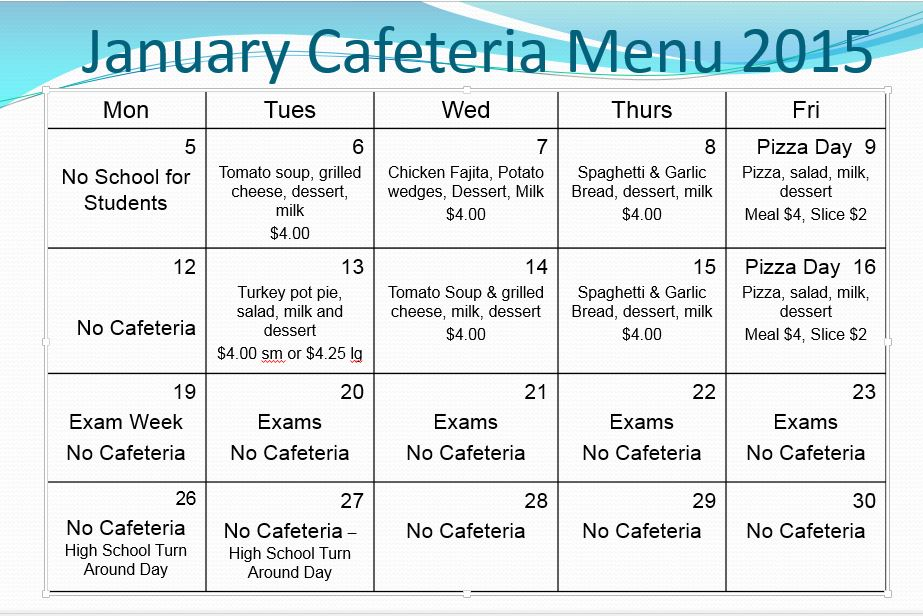 January Cafeteria Menu 2015
Mon
Tues
Wed
Thurs
Fri
5
No School for
Students
6
Tomato soup, grilled
cheese, dessert,
milk
$4.00
7
Chicken Fajita, Potato
wedges, Dessert, Milk
$4.00
8
Spaghetti & Garlic
Bread, dessert, milk
$4.00
Pizza Day 9
Pizza, salad, milk,
dessert
Meal $4, Slice $2
12
No Cafeteria
13
Turkey pot pie,
salad, milk and
dessert
$4.00 sm or $4.25 lg
14
Tomato Soup & grilled
cheese, milk, dessert
$4.00
15
Spaghetti & Garlic
Bread, dessert, milk
$4.00
Pizza Day 16
Pizza, salad, milk,
dessert
Meal $4, Slice $2
19
Exam Week
No Cafeteria
20
Exams
No Cafeteria
21
Exams
No Cafeteria
22
Exams
No Cafeteria
23
Exams
No Cafeteria
26
No Cafeteria
High School Turn
Around Day
27
No Cafeteria –
High School Turn
Around Day
28
No Cafeteria
29
No Cafeteria
30
No Cafeteria